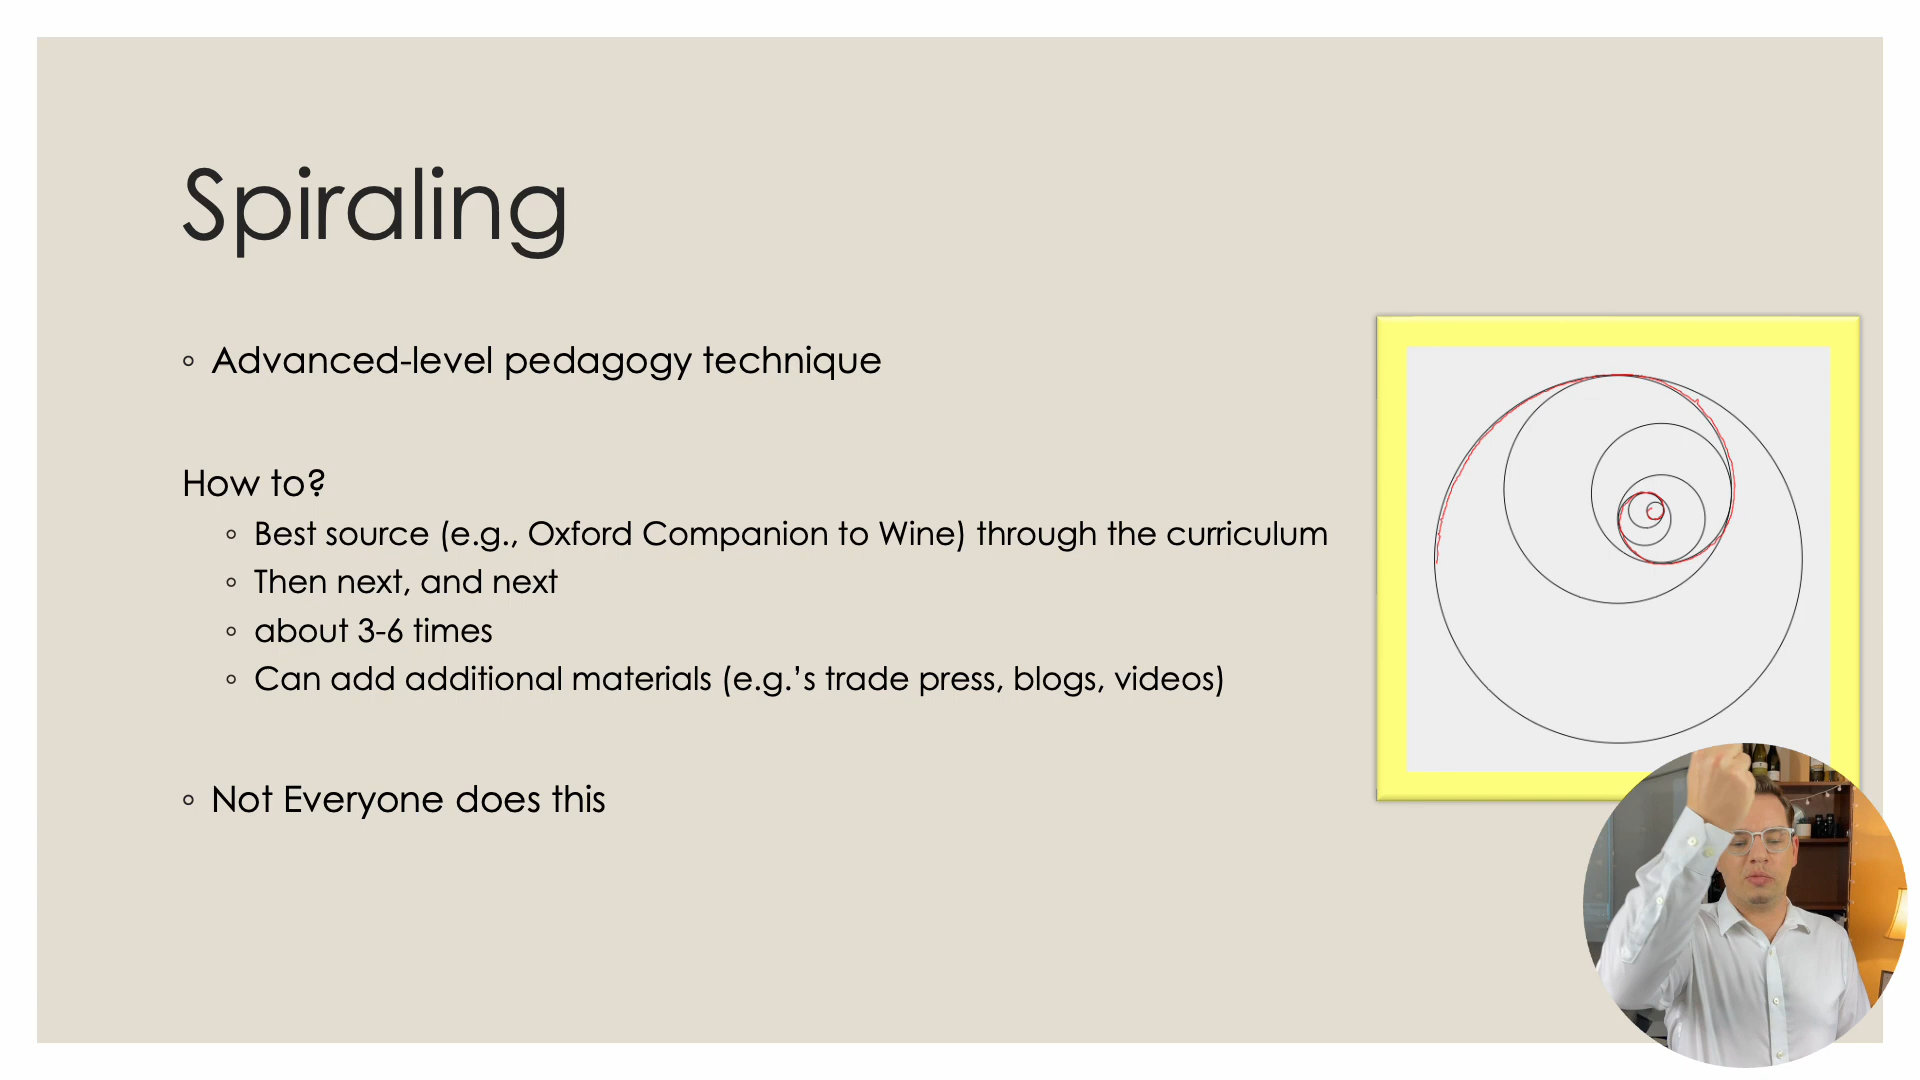 Spiraling
◦ Advanced-level pedagogy technique
How to?
◦ Best source (e.g., Oxford Companion to Wine) through the curriculum
◦ Then next, and next
◦ about 3-6 times
◦ Can add additional materials (e.g.’s trade press, blogs, videos)
◦ Not Everyone does this